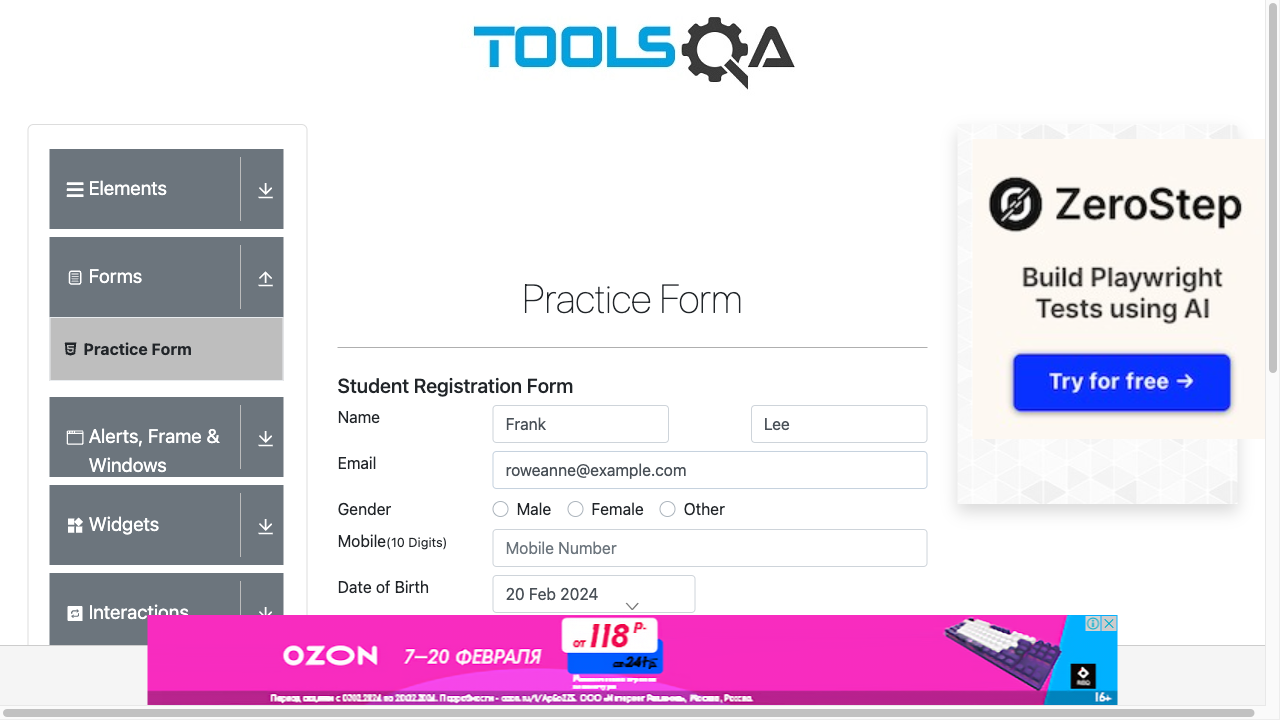 TOOLSQA
Elements
Forms
Practice Form
Alerts, Frame &
Windows
Widgets
Interactions
Practice Form
Student Registration Form
Name
Frank
Lee
Email
roweanne@example.com
Gender
Male
Female
Other
Mobile(10 Digits)
Mobile Number
Date of Birth
20 Feb 2024
ZeroStep
Build Playwright
Tests using AI
Try for free →
OZON
7–20 ФЕВРАЛЯ
от 118 р.
16+